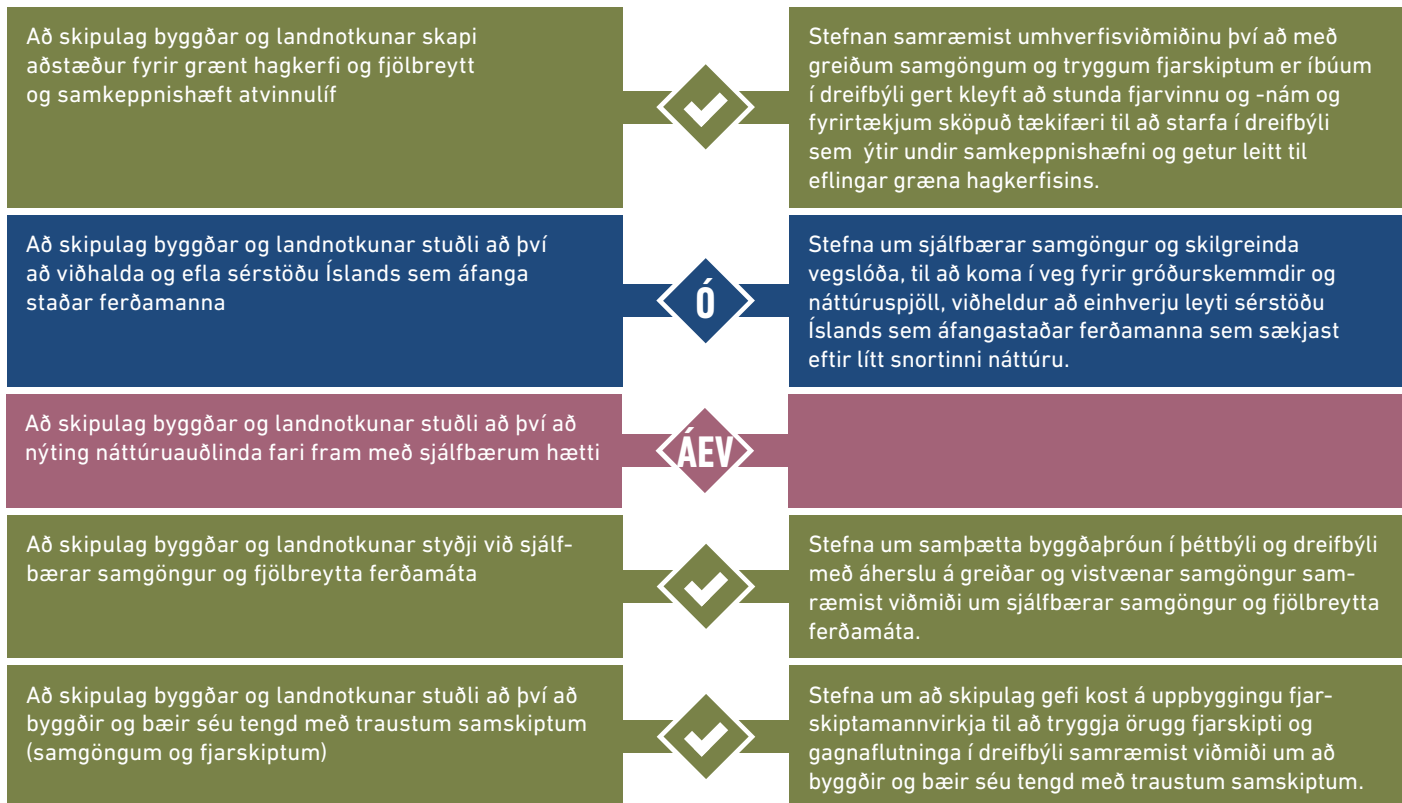 Að skipulag byggðar og landnotkunar skapi
aðstæður fyrir grænt hagkerfi og fjölbreytt
og samkeppnishæft atvinnulíf
Stefnan samræmist umhverfisviðmiðinu því að með
greiðum samgöngum og tryggum fjarskiptum er íbúum
í dreifbýli gert kleyft að stunda fjarvinnu og -nám og
fyrirtækjum sköpuð tækifæri til að starfa í dreifbýli
sem  ýtir undir samkeppnishæfni og getur leitt til
eflingar græna hagkerfisins.
Að skipulag byggðar og landnotkunar stuðli að því
að viðhalda og efla sérstöðu Íslands sem áfanga
staðar ferðamanna
Ó
Stefna um sjálfbærar samgöngur og skilgreinda
vegslóða, til að koma í veg fyrir gróðurskemmdir og
náttúruspjöll, viðheldur að einhverju leyti sérstöðu
Íslands sem áfangastaðar ferðamanna sem sækjast
eftir lítt snortinni náttúru.
Að skipulag byggðar og landnotkunar stuðli að því að
nýting náttúruauðlinda fari fram með sjálfbærum hætti
ÁEV
Að skipulag byggðar og landnotkunar styðji við sjálf-
bærar samgöngur og fjölbreytta ferðamáta
Stefna um samþætta byggðaþróun í þéttbýli og dreifbýli
með áherslu á greiðar og vistvænar samgöngur sam-
ræmist viðmiði um sjálfbærar samgöngur og fjölbreytta
ferðamáta.
Að skipulag byggðar og landnotkunar stuðli að því að
byggðir og bæir séu tengd með traustum samskiptum
(samgöngum og fjarskiptum)
Stefna um að skipulag gefi kost á uppbyggingu fjar-
skiptamannvirkja til að tryggja örugg fjarskipti og
gagnaflutninga í dreifbýli samræmist viðmiði um að
byggðir og bæir séu tengd með traustum samskiptum.